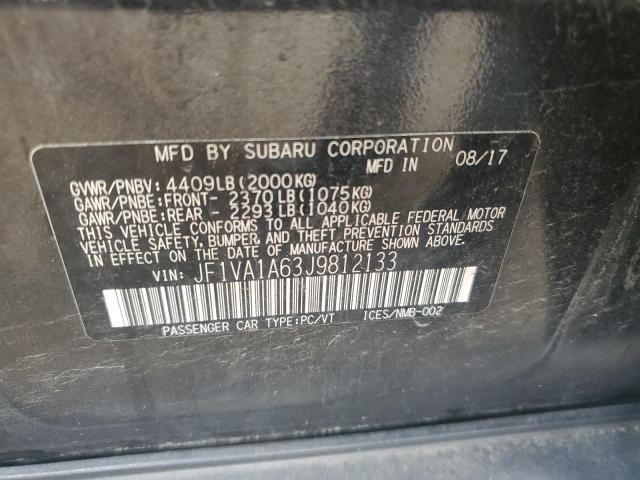 MFD BY SUBARU CORPORATION
MFD IN 08/17
GVWR/PNBV: 4409LB(2000KG)
GAWR/PNBE:FRONT- 2370LB(1075KG)
GAWR/PNBE:REAR - 2293LB(1040KG)
THIS VEHICLE CONFORMS TO ALL APPLICABLE FEDERAL MOTOR
VEHICLE SAFETY, BUMPER, AND THEFT PREVENTION STANDARDS
IN EFFECT ON THE DATE OF MANUFACTURE SHOWN ABOVE.
VIN: JF1VA1A63J9812133
PASSENGER CAR TYPE:PC/VT ICES/NMB-002